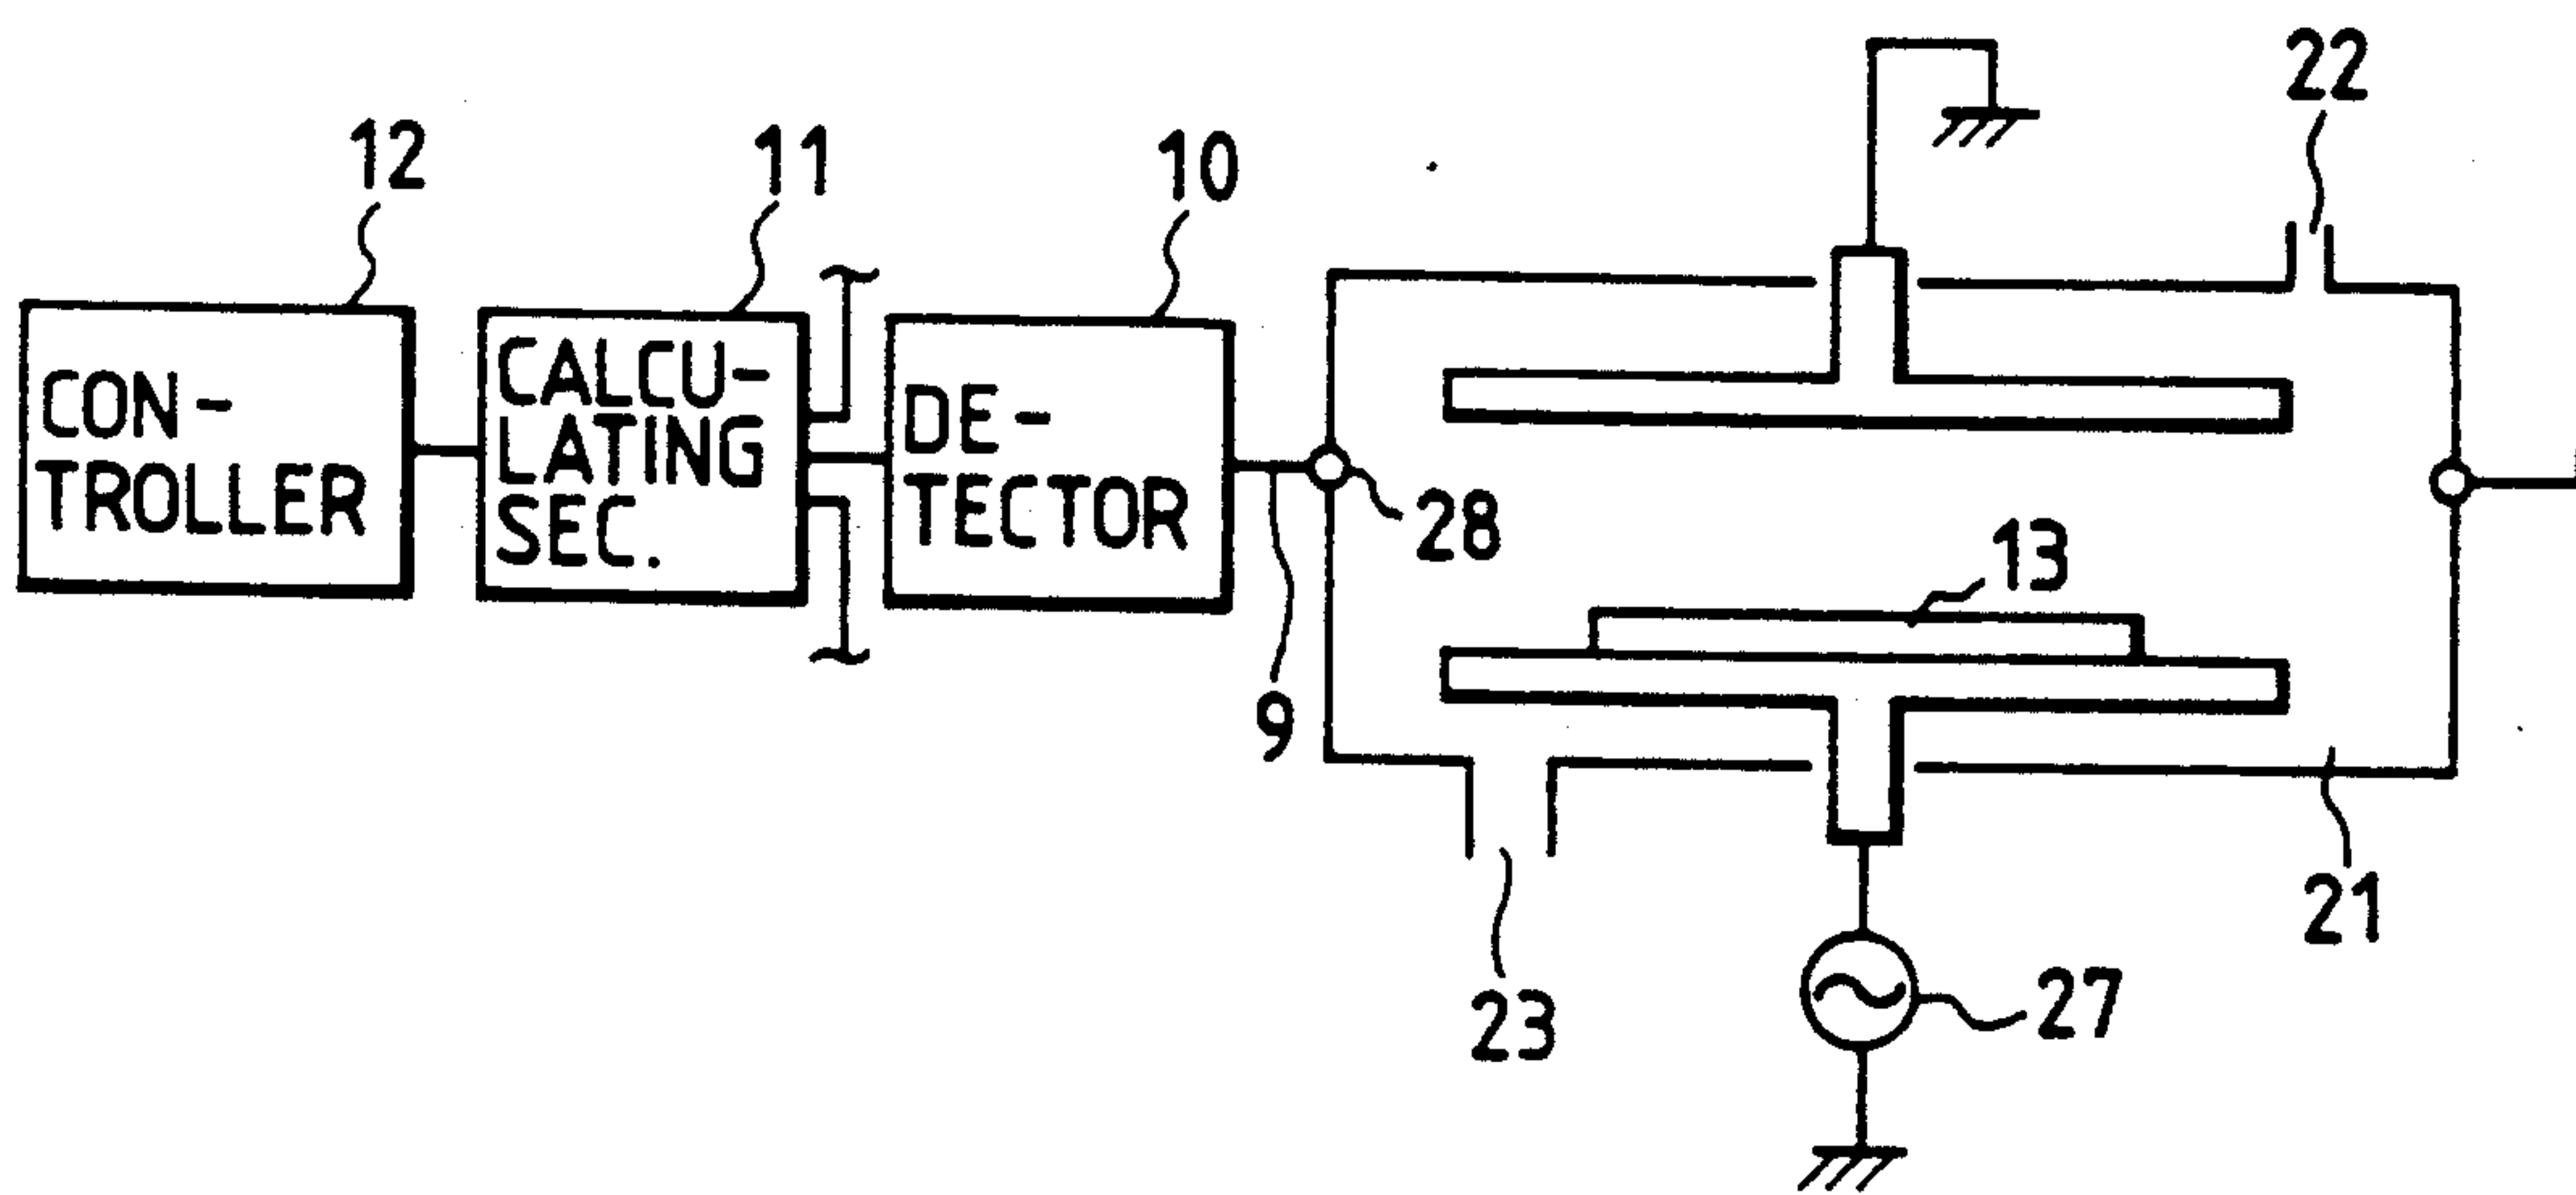 22
12
11
10
CON-
TROLLER
CALCU-
LATING
SEC.
DE-
TECTOR
28
13
9
21
23
27